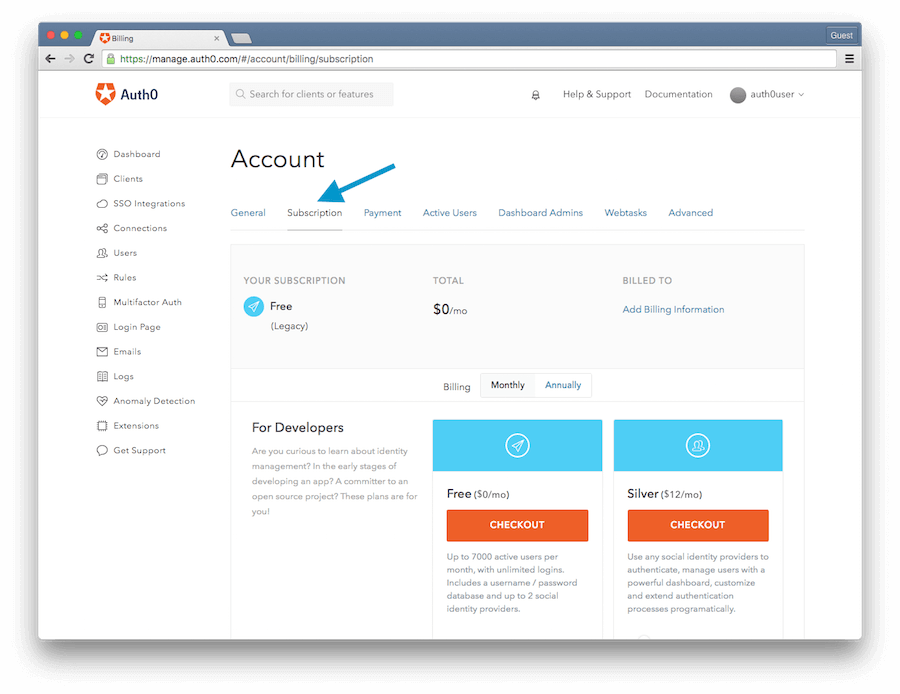 Billing
Guest
https://manage.auth0.com/#/account/billing/subscription
Auth0
Search for clients or features
Help & Support
Documentation
auth0user
Dashboard
Clients
SSO Integrations
Connections
Users
Rules
Multifactor Auth
Login Page
Emails
Logs
Anomaly Detection
Extensions
Get Support
Account
General
Subscription
Payment
Active Users
Dashboard Admins
Webtasks
Advanced
YOUR SUBSCRIPTION
Free
(Legacy)
TOTAL
$0/mo
BILLED TO
Add Billing Information
Billing
Monthly
Annually
For Developers
Are you curious to learn about identity
management? In the early stages of
developing an app? A committer to an
open source project? These plans are for
you!
Free ($0/mo)
CHECKOUT
Up to 7000 active users per
month, with unlimited logins.
Includes a username / password
database and up to 2 social
identity providers.
Silver ($12/mo)
CHECKOUT
Use any social identity providers to
authenticate, manage users with a
powerful dashboard, customize
and extend authentication
processes programatically.